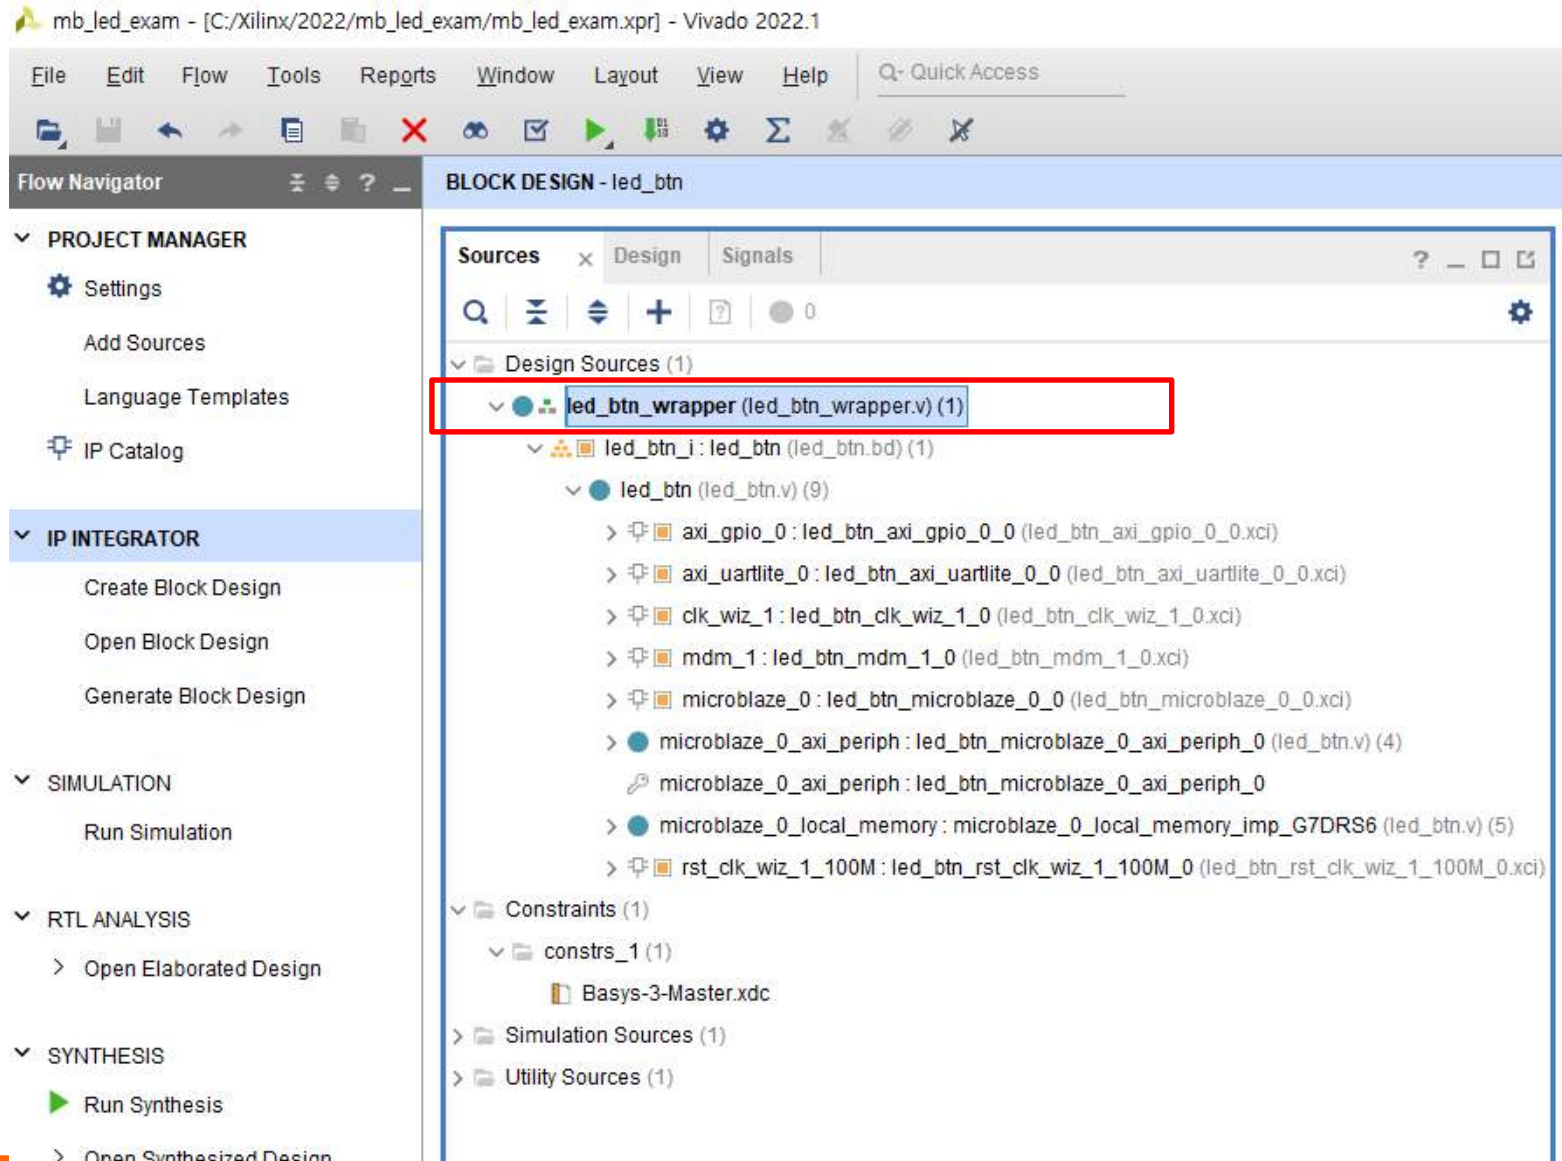 mb_led_exam - [C:/Xilinx/2022/mb_led_exam/mb_led_exam.xpr] - Vivado 2022.1
File Edit Flow Tools Reports Window Layout View Help Quick Access
Flow Navigator ? _
BLOCK DESIGN - led_btn
PROJECT MANAGER
Settings
Add Sources
Language Templates
IP Catalog
IP INTEGRATOR
Create Block Design
Open Block Design
Generate Block Design
SIMULATION
Run Simulation
RTL ANALYSIS
Open Elaborated Design
SYNTHESIS
Run Synthesis
Open Synthesized Design
Sources Design Signals
0
Design Sources (1)
led_btn_wrapper (led_btn_wrapper.v) (1)
led_btn_i : led_btn (led_btn.bd) (1)
led_btn (led_btn.v) (9)
axi_gpio_0 : led_btn_axi_gpio_0_0 (led_btn_axi_gpio_0_0.xci)
axi_uartlite_0 : led_btn_axi_uartlite_0_0 (led_btn_axi_uartlite_0_0.xci)
clk_wiz_1 : led_btn_clk_wiz_1_0 (led_btn_clk_wiz_1_0.xci)
mdm_1 : led_btn_mdm_1_0 (led_btn_mdm_1_0.xci)
microblaze_0 : led_btn_microblaze_0_0 (led_btn_microblaze_0_0.xci)
microblaze_0_axi_periph : led_btn_microblaze_0_axi_periph_0 (led_btn.v) (4)
microblaze_0_axi_periph : led_btn_microblaze_0_axi_periph_0
microblaze_0_local_memory : microblaze_0_local_memory_imp_G7DRS6 (led_btn.v) (5)
rst_clk_wiz_1_100M : led_btn_rst_clk_wiz_1_100M_0 (led_btn_rst_clk_wiz_1_100M_0.xci)
Constraints (1)
constrs_1 (1)
Basys-3-Master.xdc
Simulation Sources (1)
Utility Sources (1)